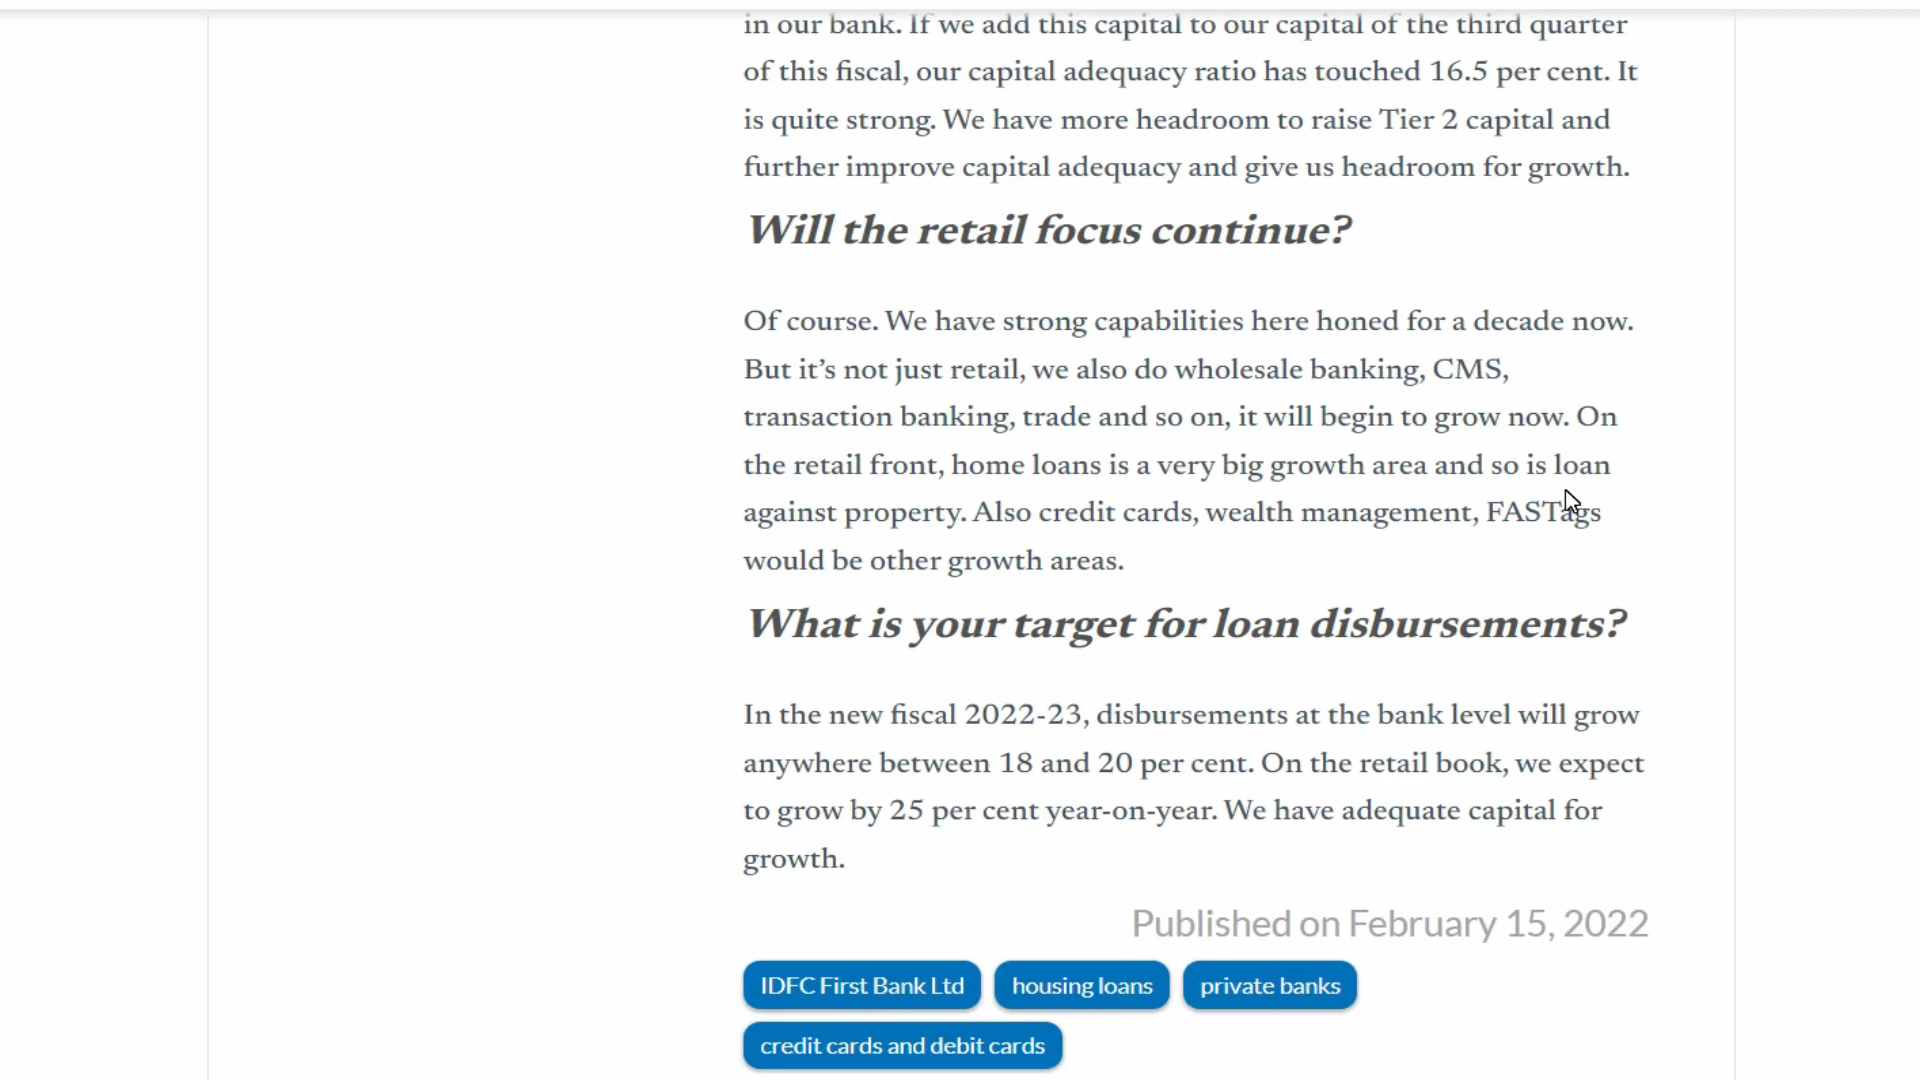 in our bank. If we add this capital to our capital of the third quarter
of this fiscal, our capital adequacy ratio has touched 16.5 per cent. It
is quite strong. We have more headroom to raise Tier 2 capital and
further improve capital adequacy and give us headroom for growth.
Will the retail focus continue?
Of course. We have strong capabilities here honed for a decade now.
But it’s not just retail, we also do wholesale banking, CMS,
transaction banking, trade and so on, it will begin to grow now. On
the retail front, home loans is a very big growth area and so is loan
against property. Also credit cards, wealth management, FASTags
would be other growth areas.
What is your target for loan disbursements?
In the new fiscal 2022-23, disbursements at the bank level will grow
anywhere between 18 and 20 per cent. On the retail book, we expect
to grow by 25 per cent year-on-year. We have adequate capital for
growth.
Published on February 15, 2022
IDFC First Bank Ltd housing loans private banks
credit cards and debit cards